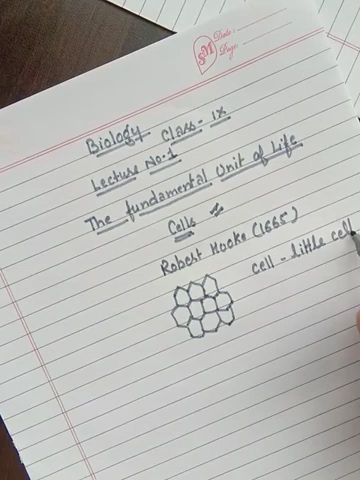 SM
Date:
Page:
Biology Class - IX
Lecture No. 1
The fundamental Unit of Life
Cells
Robert Hooke (1665)
cell - little cell